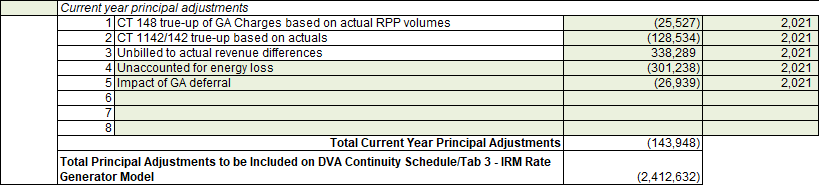 Current year principal adjustments
1 CT 148 true-up of GA Charges based on actual RPP volumes (25,527) 2,021
2 CT 1142/142 true-up based on actuals (128,534) 2,021
3 Unbilled to actual revenue differences 338,289 2,021
4 Unaccounted for energy loss (301,238) 2,021
5 Impact of GA deferral (26,939) 2,021
6
7
8
Total Current Year Principal Adjustments (143,948)
Total Principal Adjustments to be Included on DVA Continuity Schedule/Tab 3 - IRM Rate
Generator Model (2,412,632)